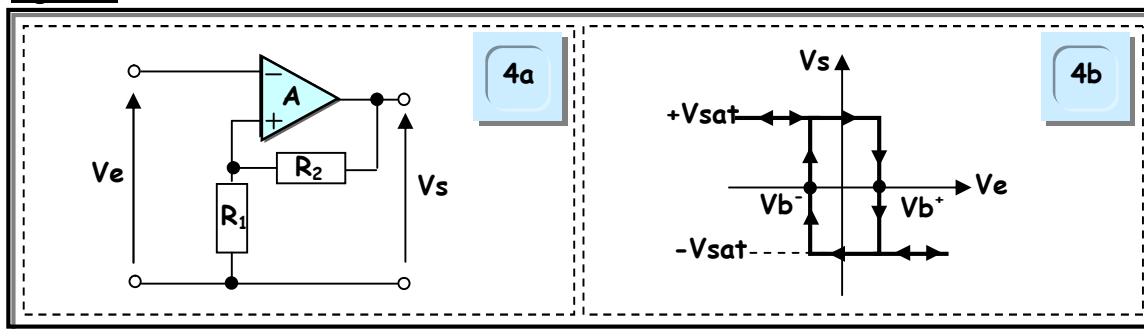 4a
−
A
+
R₂
R₁
Ve
Vs
4b
Vs
+Vsat
Ve
Vb⁻
Vb⁺
-Vsat